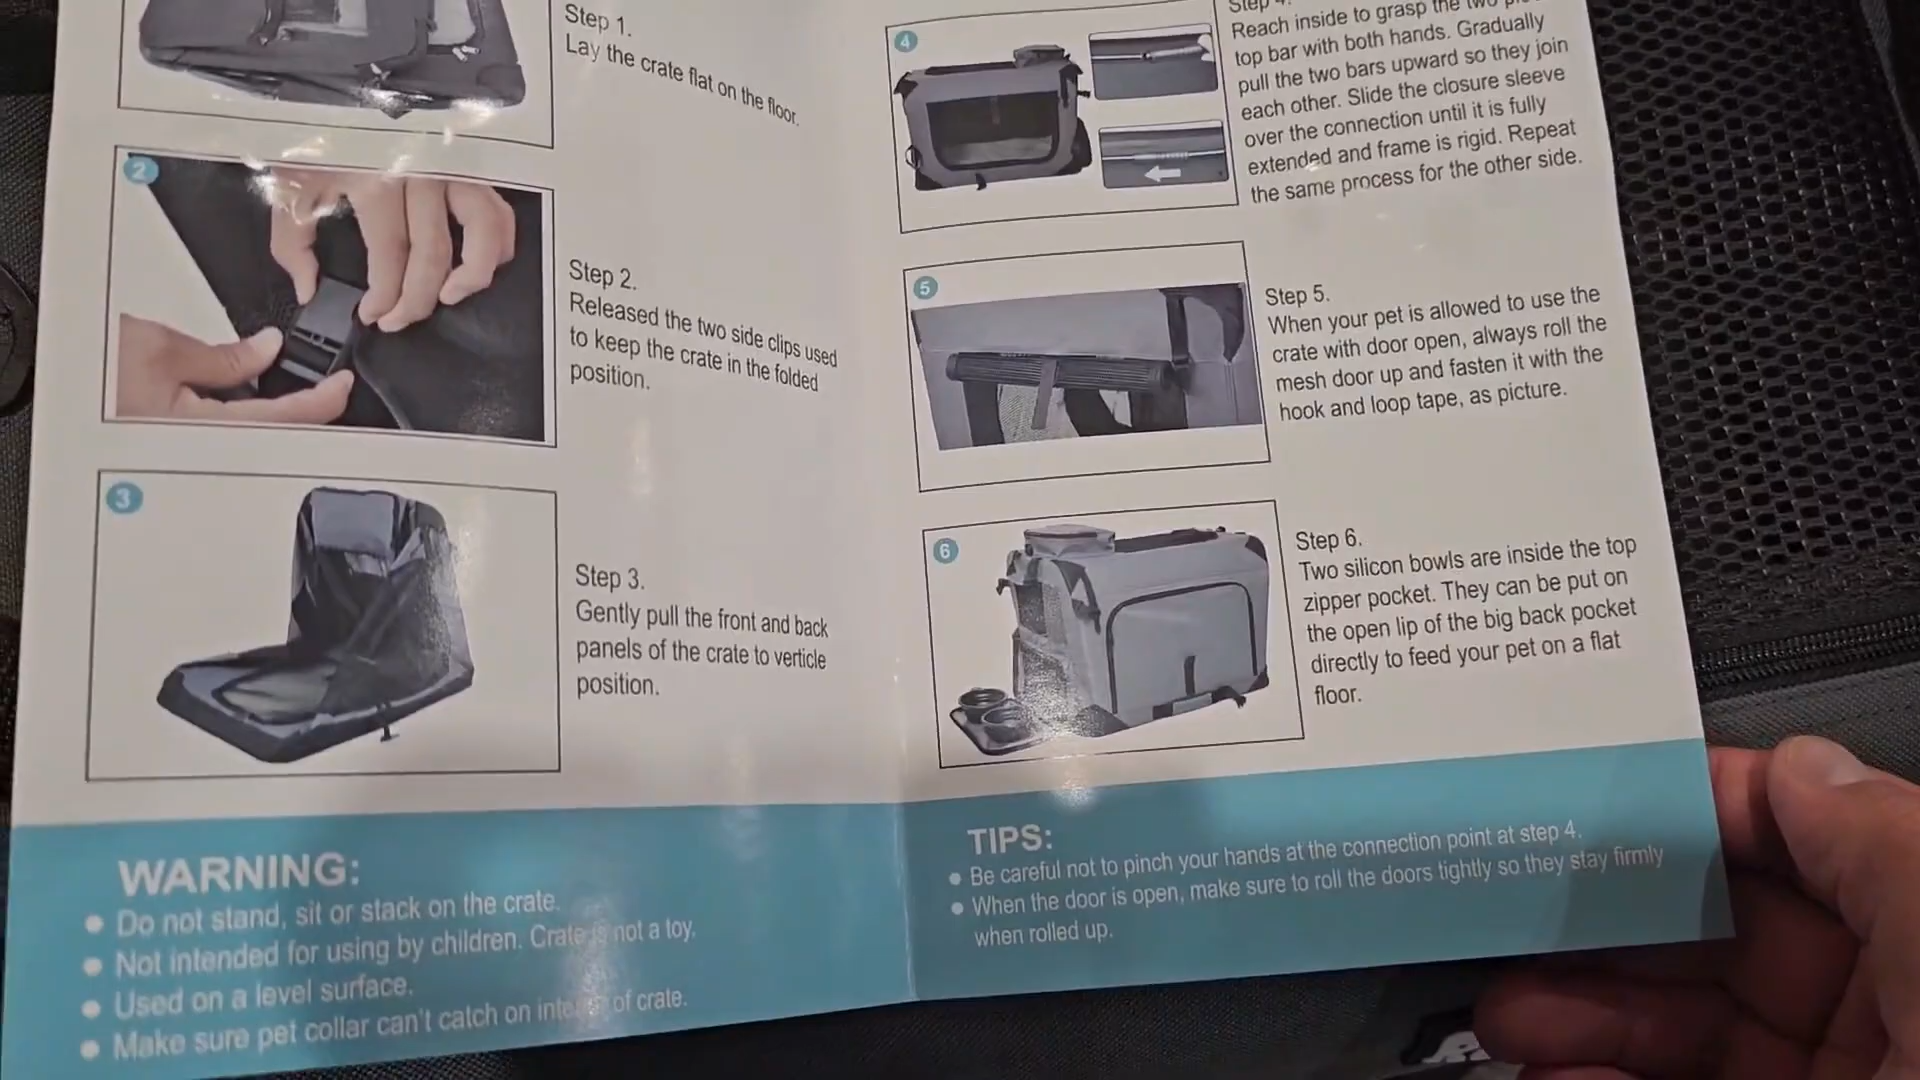 Step 1.
Lay the crate flat on the floor.
2
Step 2.
Released the two side clips used
to keep the crate in the folded
position.
3
Step 3.
Gently pull the front and back
panels of the crate to verticle
position.
WARNING:
● Do not stand, sit or stack on the crate.
● Not intended for using by children. Crate is not a toy.
● Used on a level surface.
● Make sure pet collar can't catch on of crate.
4
Step 4.
Reach inside to grasp the two
top bar with both hands. Gradually
pull the two bars upward so they join
each other. Slide the closure sleeve
over the connection until it is fully
extended and frame is rigid. Repeat
the same process for the other side.
5
Step 5.
When your pet is allowed to use the
crate with door open, always roll the
mesh door up and fasten it with the
hook and loop tape, as picture.
6
Step 6.
Two silicon bowls are inside the top
zipper pocket. They can be put on
the open lip of the big back pocket
directly to feed your pet on a flat
floor.
TIPS:
● Be careful not to pinch your hands at the connection point at step 4.
● When the door is open, make sure to roll the doors tightly so they stay firmly
when rolled up.